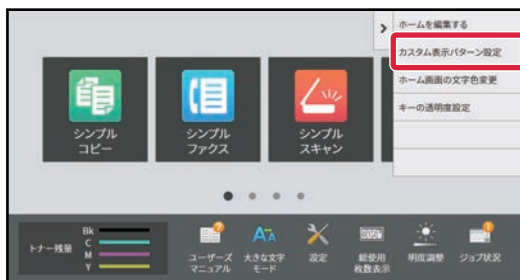 ホームを編集する
カスタム表示パターン設定
ホーム画面の文字色変更
キーの透明度設定
シンプル
コピー
シンプル
ファクス
シンプル
スキャン
トナー残量
Bk
C
M
Y
ユーザーズ
マニュアル
大きな文字
モード
設定
総使用
枚数表示
明度調整
ジョブ状況